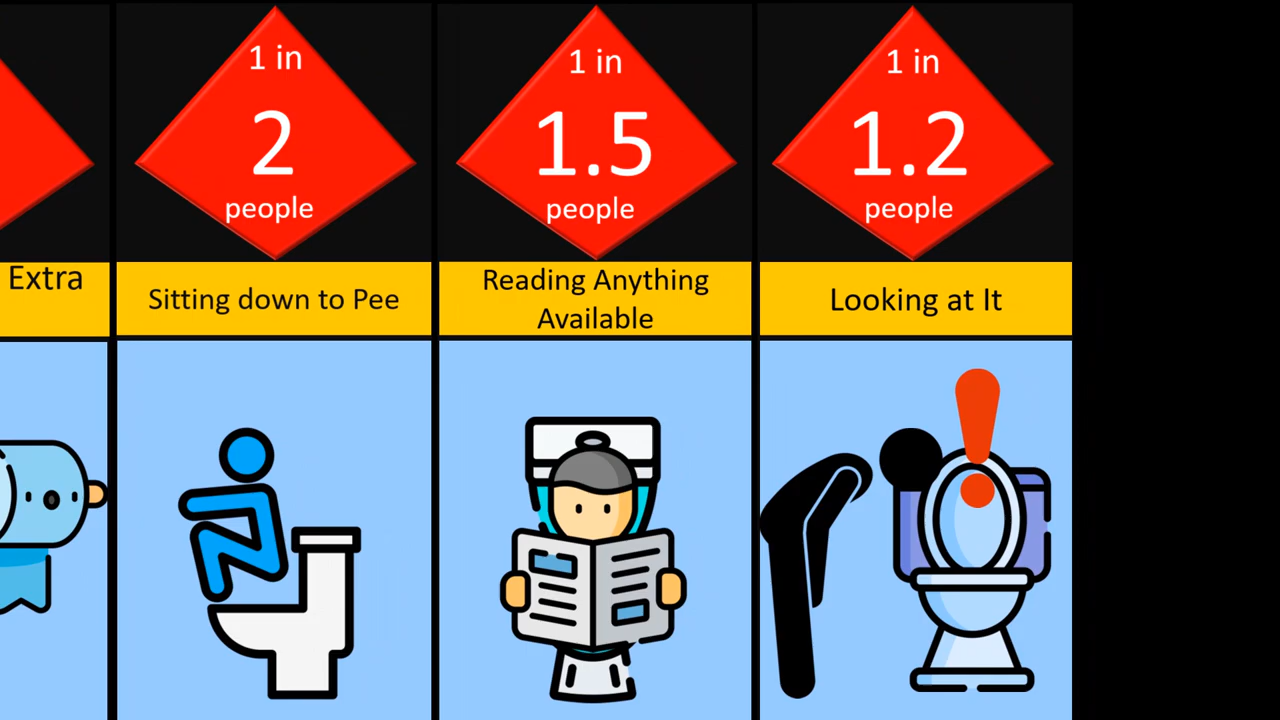 Extra
1 in
2
people
Sitting down to Pee
1 in
1.5
people
Reading Anything
Available
1 in
1.2
people
Looking at It